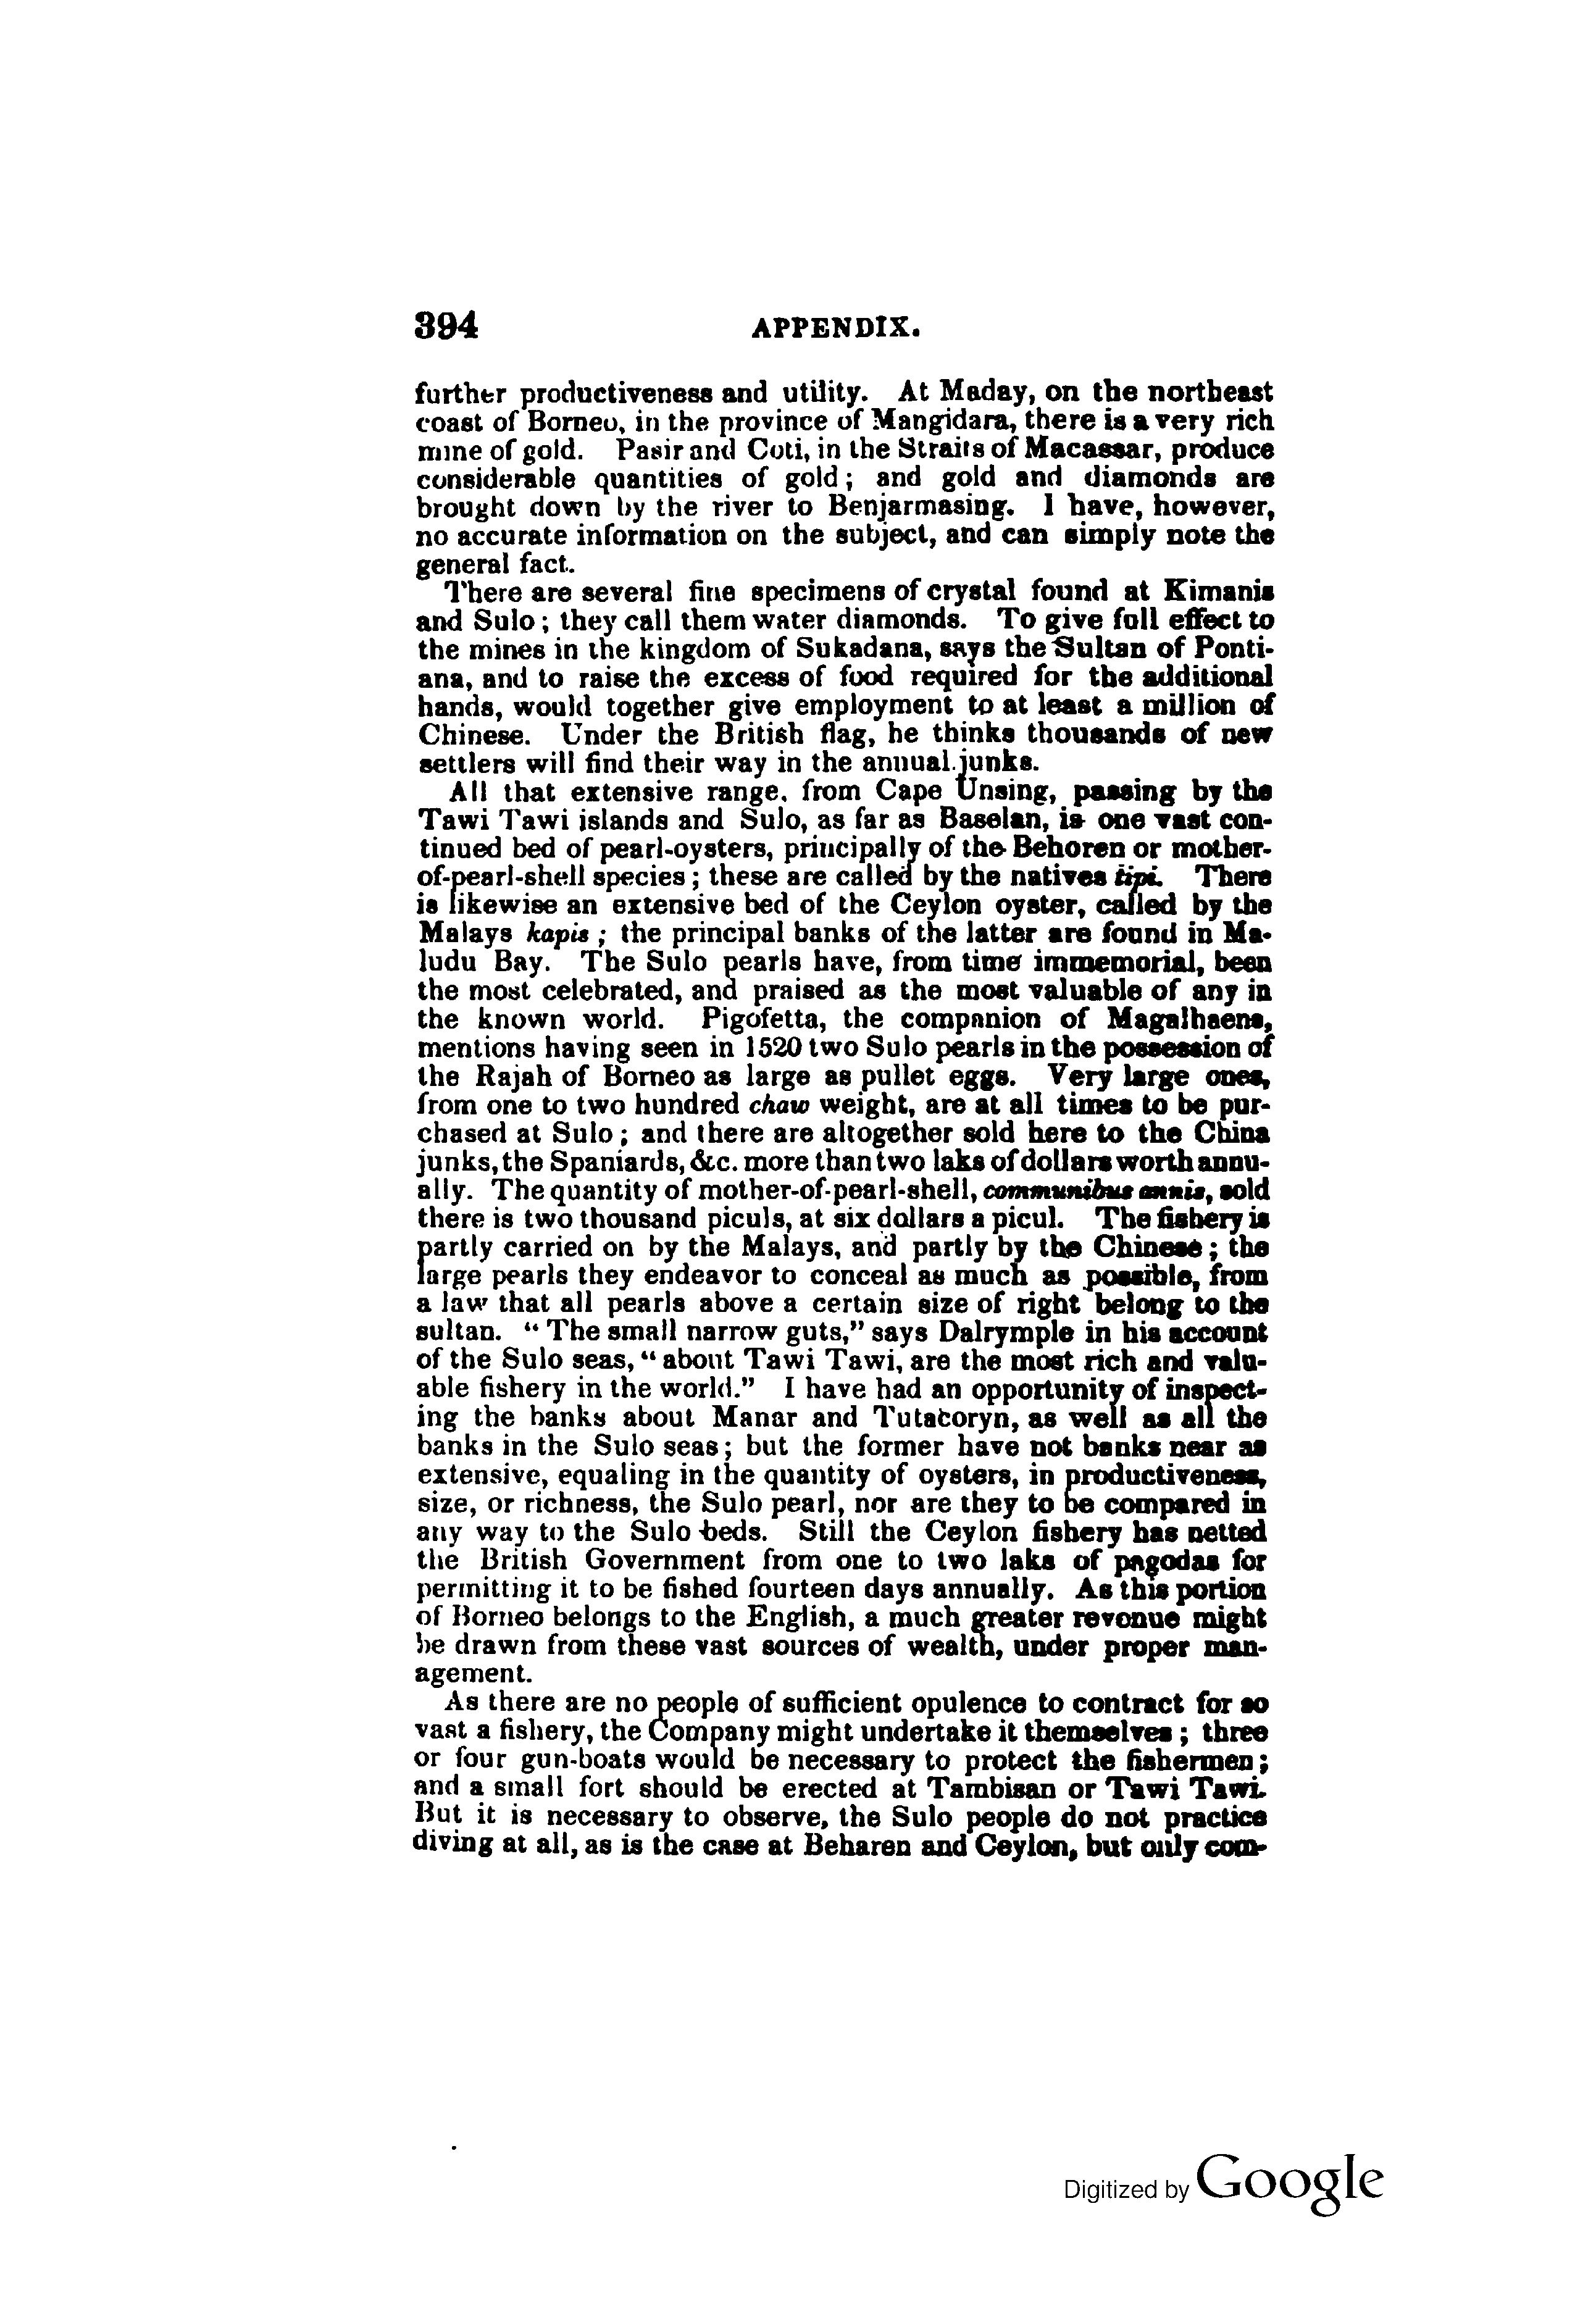 394 APPENDIX.
further productiveness and utility. At Maday, on the northeast
coast of Borneo, in the province of Mangidara, there is a very rich
mine of gold. Pasir and Coti, in the Straits of Macassar, produce
considerable quantities of gold; and gold and diamonds are
brought down by the river to Benjarmasing. I have, however,
no accurate information on the subject, and can simply note the
general fact.
There are several fine specimens of crystal found at Kimanis
and Sulo; they call them water diamonds. To give full effect to
the mines in the kingdom of Sukadana, says the Sultan of Ponti-
ana, and to raise the excess of food required for the additional
hands, would together give employment to at least a million of
Chinese. Under the British flag, he thinks thousands of new
settlers will find their way in the annual junks.
All that extensive range, from Cape Unsing, passing by the
Tawi Tawi islands and Sulo, as far as Baselan, is one vast con-
tinued bed of pearl-oysters, principally of the Behoren or mother-
of-pearl-shell species; these are called by the natives tipi. There
is likewise an extensive bed of the Ceylon oyster, called by the
Malays kapis; the principal banks of the latter are found in Ma-
ludu Bay. The Sulo pearls have, from time immemorial, been
the most celebrated, and praised as the most valuable of any in
the known world. Pigofetta, the companion of Magalhaens,
mentions having seen in 1520 two Sulo pearls in the possession of
the Rajah of Borneo as large as pullet eggs. Very large ones,
from one to two hundred chaw weight, are at all times to be pur-
chased at Sulo; and there are altogether sold here to the China
junks, the Spaniards, &c. more than two laks of dollars worth annu-
ally. The quantity of mother-of-pearl-shell, communibus annis, sold
there is two thousand piculs, at six dollars a picul. The fishery is
partly carried on by the Malays, and partly by the Chinese; the
large pearls they endeavor to conceal as much as possible, from
a law that all pearls above a certain size of right belong to the
sultan. "The small narrow guts," says Dalrymple in his account
of the Sulo seas, "about Tawi Tawi, are the most rich and valu-
able fishery in the world." I have had an opportunity of inspect-
ing the banks about Manar and Tutacoryn, as well as all the
banks in the Sulo seas; but the former have not banks near as
extensive, equaling in the quantity of oysters, in productiveness,
size, or richness, the Sulo pearl, nor are they to be compared in
any way to the Sulo beds. Still the Ceylon fishery has netted
the British Government from one to two laks of pagodas for
permitting it to be fished fourteen days annually. As this portion
of Borneo belongs to the English, a much greater revenue might
be drawn from these vast sources of wealth, under proper man-
agement.
As there are no people of sufficient opulence to contract for so
vast a fishery, the Company might undertake it themselves; three
or four gun-boats would be necessary to protect the fishermen;
and a small fort should be erected at Tambisan or Tawi Tawi.
But it is necessary to observe, the Sulo people do not practice
diving at all, as is the case at Beharen and Ceylon, but only com-
Digitized by Google